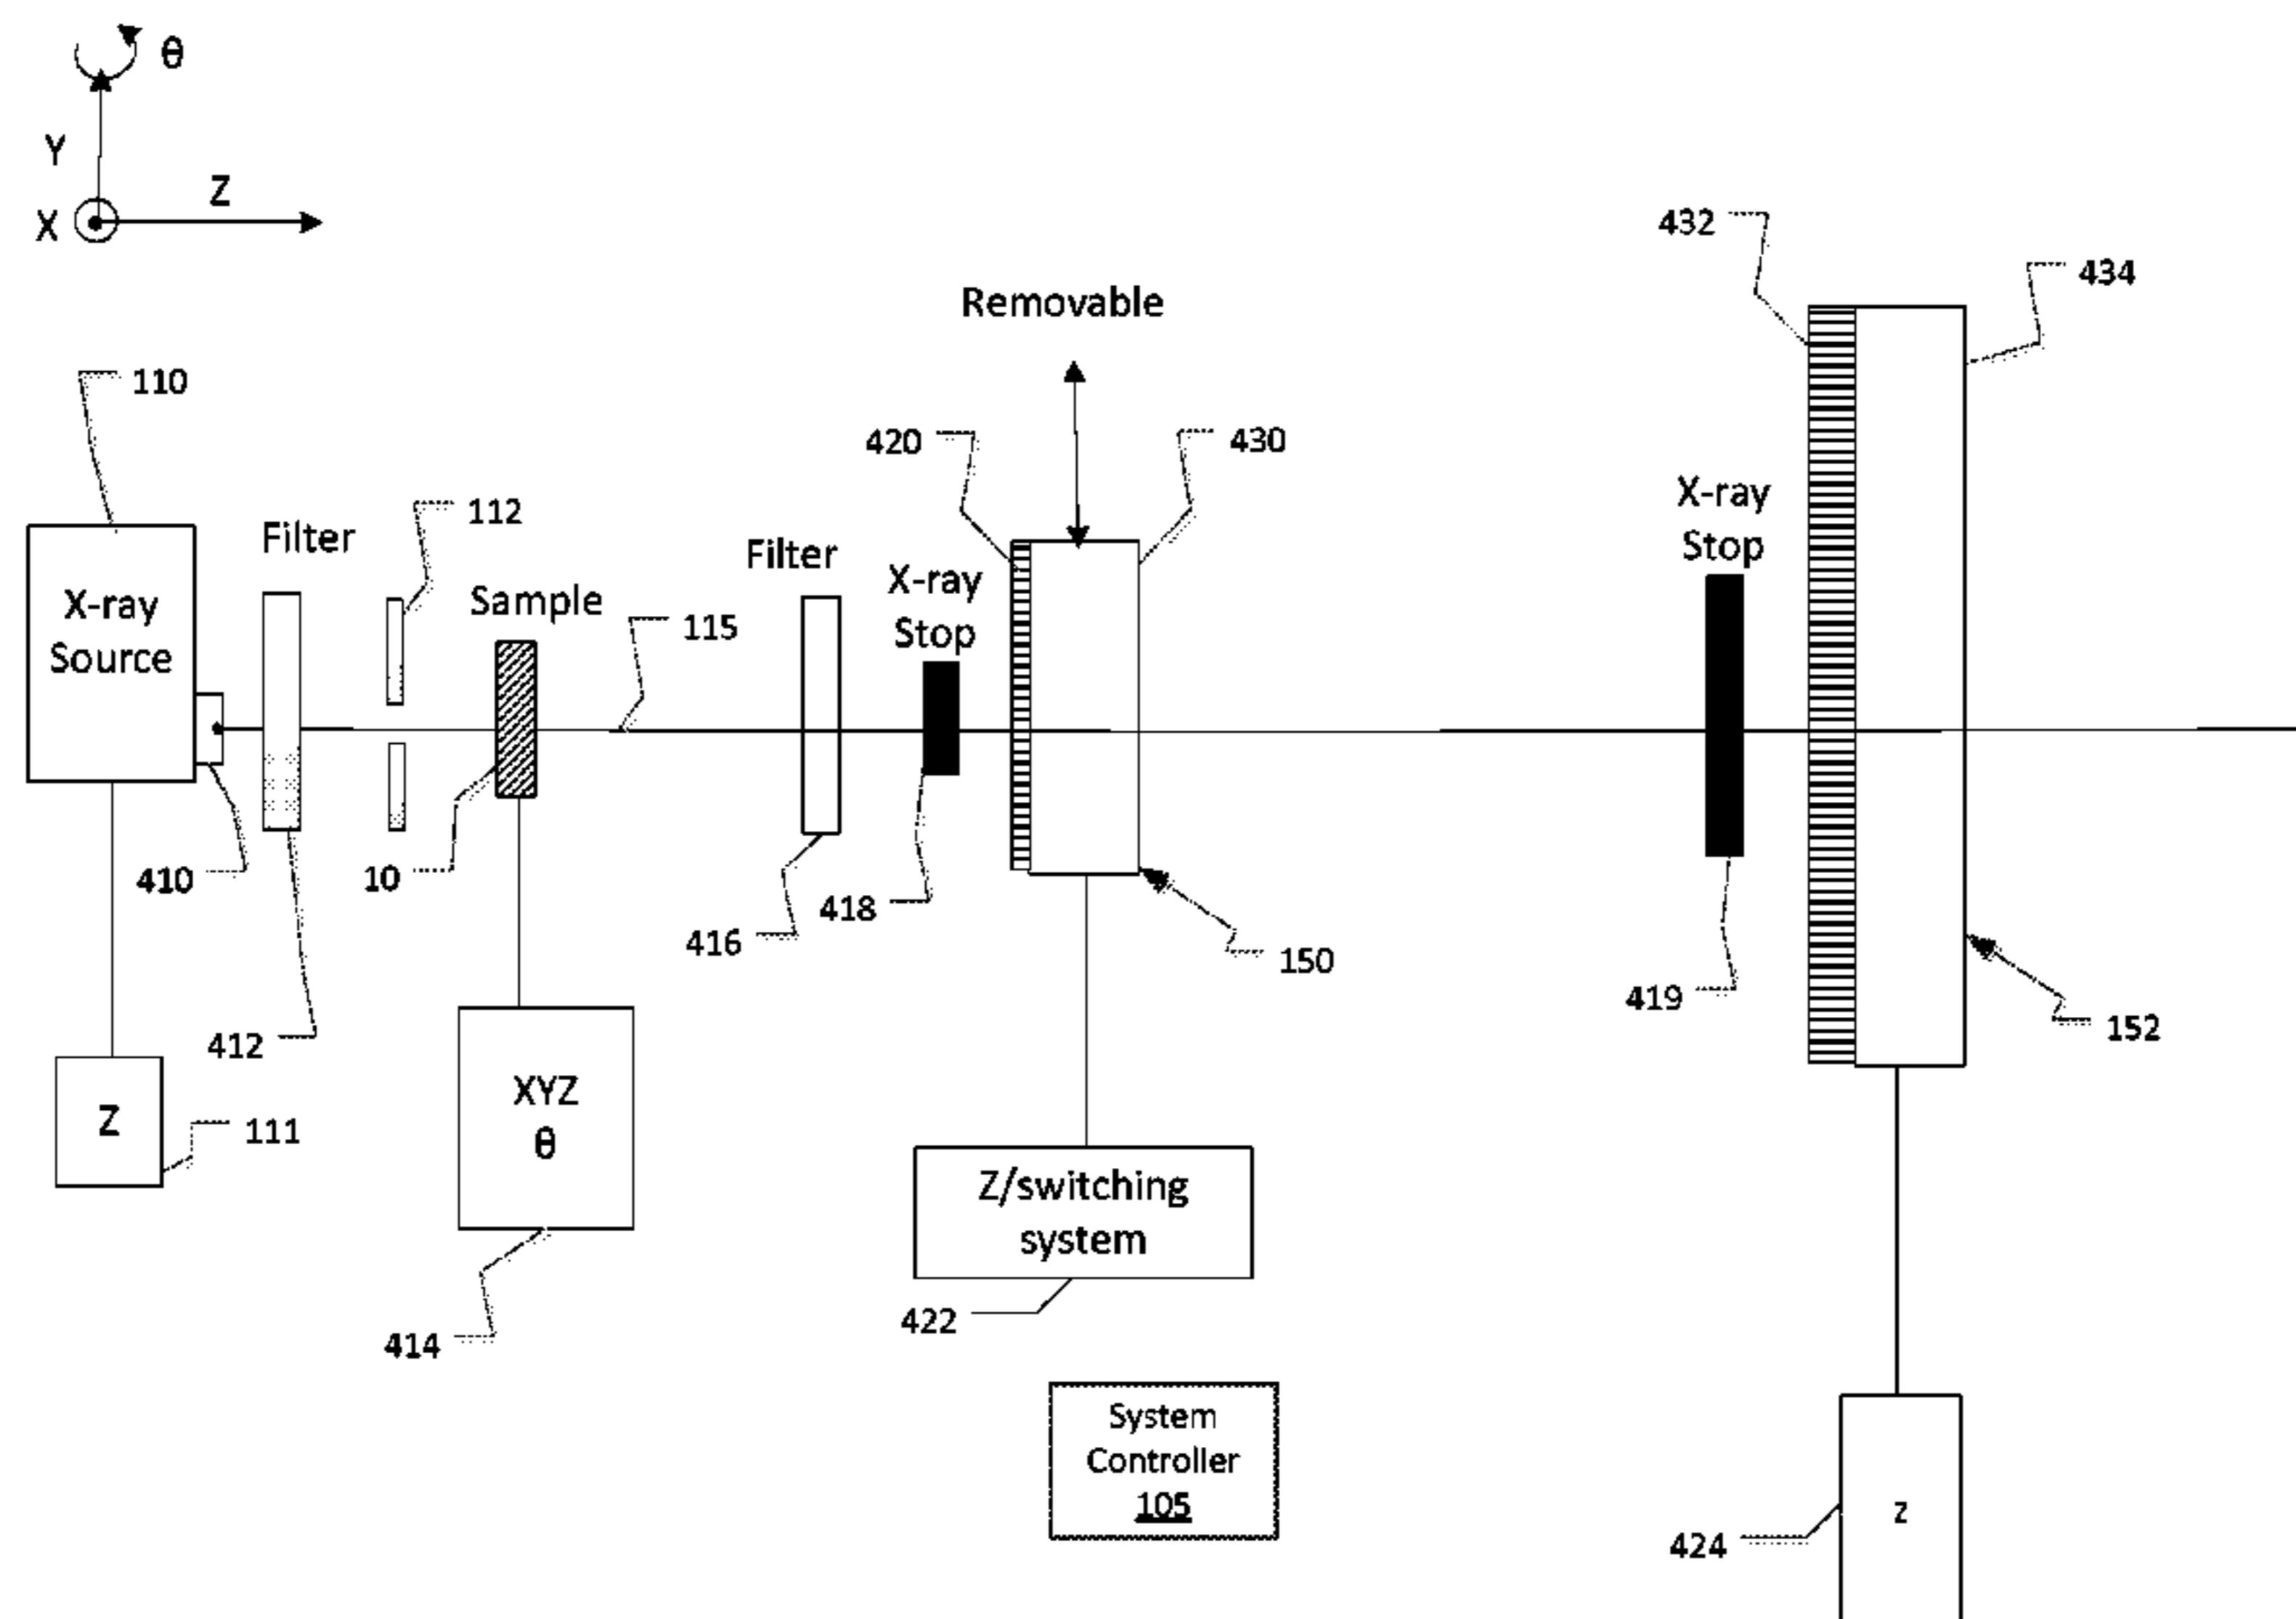 θ
Y
Z
X
432
434
Removable
110
420
430
112
X-ray
Stop
Filter
Filter
X-ray
Stop
Sample
X-ray
Source
115
410
10
418
416
150
419
412
152
XYZ
θ
Z
111
Z/switching
system
422
414
System
Controller
105
z
424